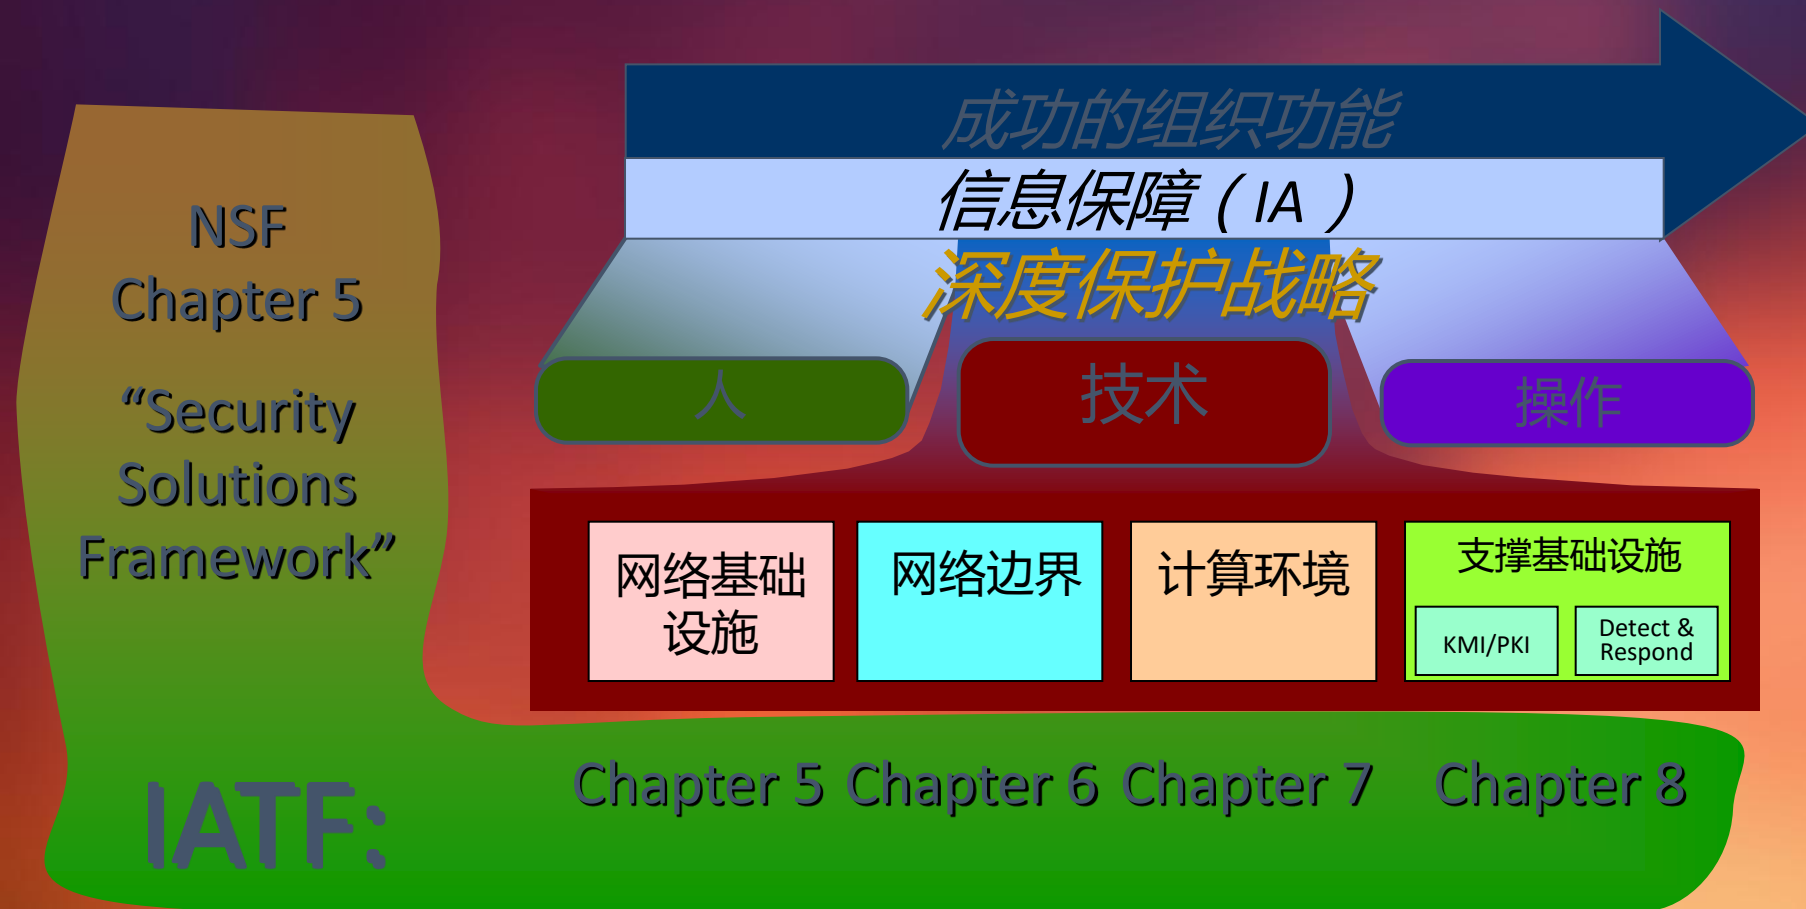 成功的组织功能
信息保障（IA）
深度保护战略
人
技术
操作
NSF
Chapter 5
“Security
Solutions
Framework”
网络基础
设施
网络边界
计算环境
支撑基础设施
KMI/PKI
Detect &
Respond
IATF:
Chapter 5
Chapter 6
Chapter 7
Chapter 8